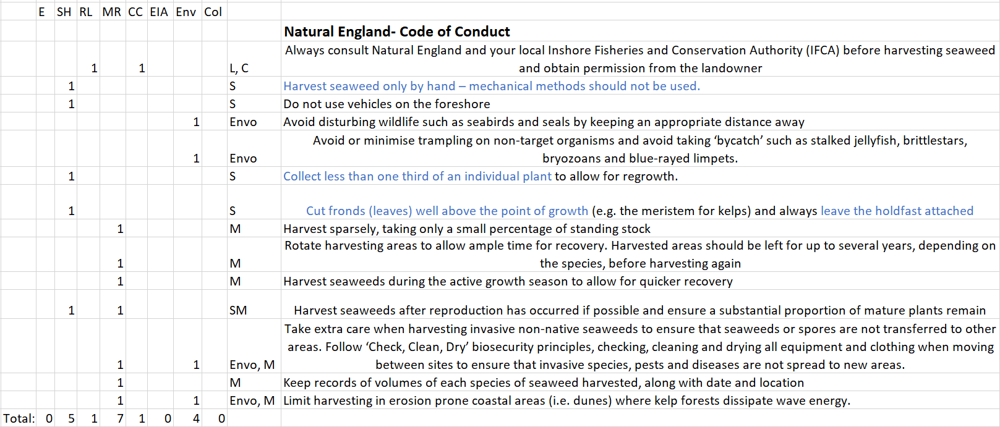 E SH RL MR CC EIA Env Col
Natural England- Code of Conduct
Always consult Natural England and your local Inshore Fisheries and Conservation Authority (IFCA) before harvesting seaweed
1 1 L, C and obtain permission from the landowner
1 S Harvest seaweed only by hand – mechanical methods should not be used.
1 S Do not use vehicles on the foreshore
1 Envo Avoid disturbing wildlife such as seabirds and seals by keeping an appropriate distance away
Avoid or minimise trampling on non-target organisms and avoid taking ‘bycatch’ such as stalked jellyfish, brittlestars,
1 Envo bryozoans and blue-rayed limpets.
1 S Collect less than one third of an individual plant to allow for regrowth.
1 S Cut fronds (leaves) well above the point of growth (e.g. the meristem for kelps) and always leave the holdfast attached
1 M Harvest sparsely, taking only a small percentage of standing stock
Rotate harvesting areas to allow ample time for recovery. Harvested areas should be left for up to several years, depending on
1 M the species, before harvesting again
1 M Harvest seaweeds during the active growth season to allow for quicker recovery
1 1 SM Harvest seaweeds after reproduction has occurred if possible and ensure a substantial proportion of mature plants remain
Take extra care when harvesting invasive non-native seaweeds to ensure that seaweeds or spores are not transferred to other
areas. Follow ‘Check, Clean, Dry’ biosecurity principles, checking, cleaning and drying all equipment and clothing when moving
1 1 Envo, M between sites to ensure that invasive species, pests and diseases are not spread to new areas.
1 M Keep records of volumes of each species of seaweed harvested, along with date and location
1 1 Envo, M Limit harvesting in erosion prone coastal areas (i.e. dunes) where kelp forests dissipate wave energy.
Total: 0 5 1 7 1 0 4 0